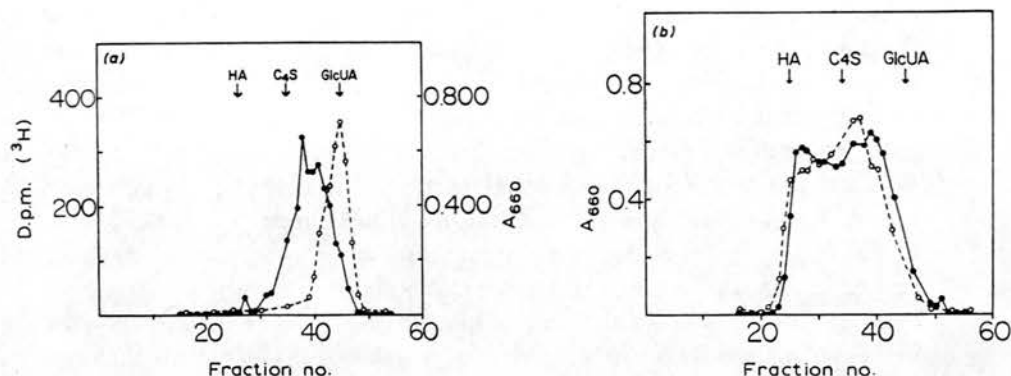 (a)
HA C4S GlcUA
400
200
D.p.m. (³H)
0.800
0.400
A660
20 40 60
Fraction no.
(b)
HA C4S GlcUA
0.8
0.4
A660
20 40 60
Fraction no.